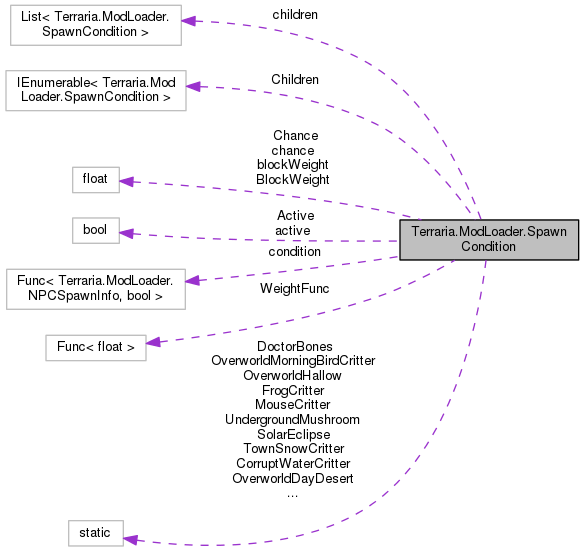 List< Terraria.ModLoader.
SpawnCondition >
children
IEnumerable< Terraria.Mod
Loader.SpawnCondition >
Children
float
Chance
chance
blockWeight
BlockWeight
bool
Active
active
Terraria.ModLoader.Spawn
Condition
condition
Func< Terraria.ModLoader.
NPCSpawnInfo, bool >
WeightFunc
Func< float >
DoctorBones
OverworldMorningBirdCritter
OverworldHallow
FrogCritter
MouseCritter
UndergroundMushroom
SolarEclipse
TownSnowCritter
CorruptWaterCritter
OverworldDayDesert
...
static